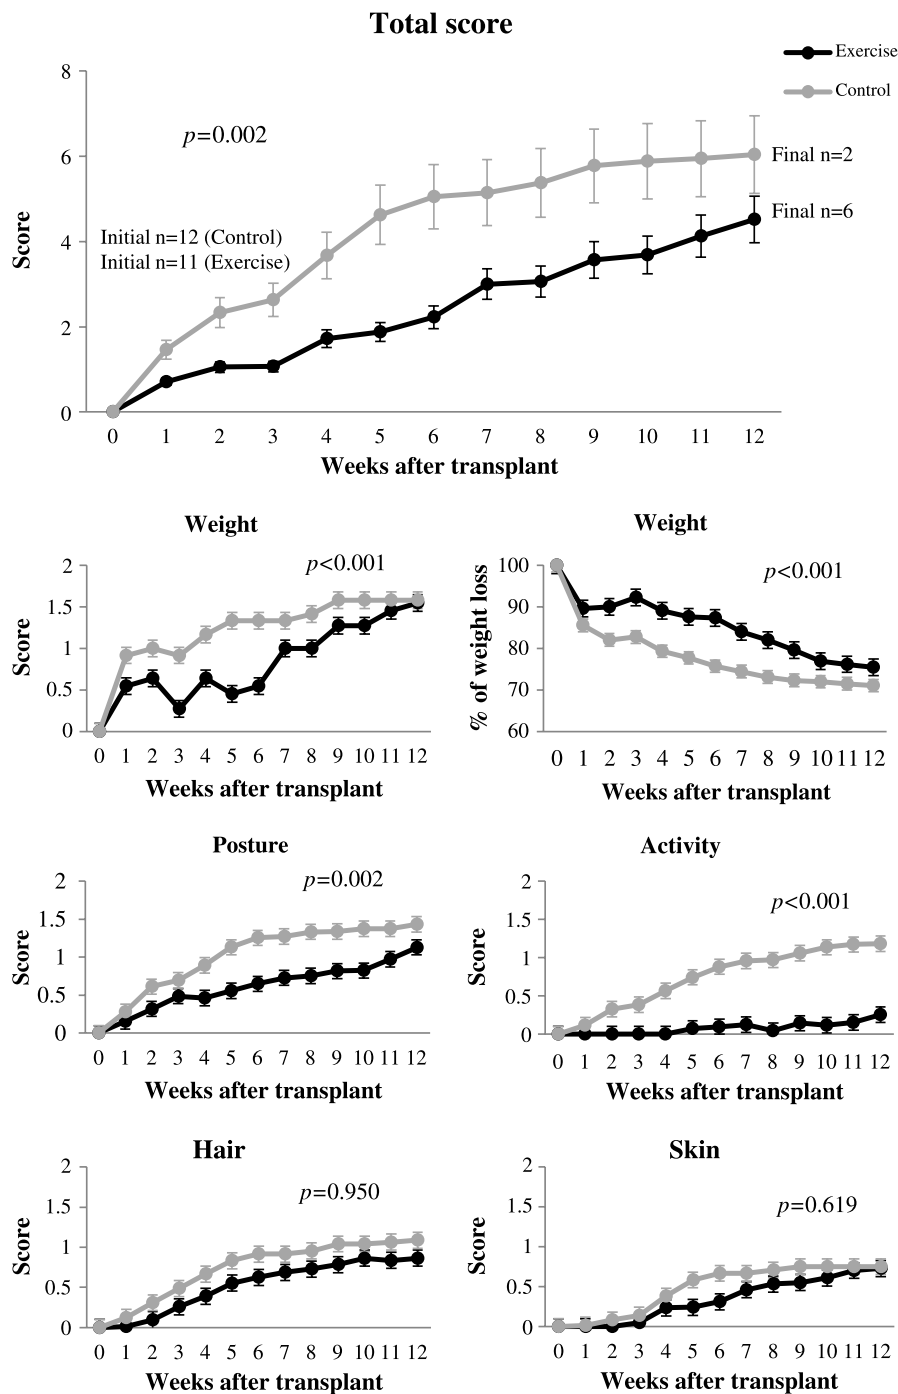 Total score
Exercise
Control
8
6
4
2
0
Score
p=0.002
Initial n=12 (Control)
Initial n=11 (Exercise)
Final n=2
Final n=6
0 1 2 3 4 5 6 7 8 9 10 11 12
Weeks after transplant
Weight
p<0.001
2
1.5
1
0.5
0
Score
0 1 2 3 4 5 6 7 8 9 10 11 12
Weeks after transplant
Weight
p<0.001
100
90
80
70
60
% of weight loss
0 1 2 3 4 5 6 7 8 9 10 11 12
Weeks after transplant
Posture
p=0.002
2
1.5
1
0.5
0
Score
0 1 2 3 4 5 6 7 8 9 10 11 12
Weeks after transplant
Activity
p<0.001
2
1.5
1
0.5
0
Score
0 1 2 3 4 5 6 7 8 9 10 11 12
Weeks after transplant
Hair
p=0.950
2
1.5
1
0.5
0
Score
0 1 2 3 4 5 6 7 8 9 10 11 12
Weeks after transplant
Skin
p=0.619
2
1.5
1
0.5
0
Score
0 1 2 3 4 5 6 7 8 9 10 11 12
Weeks after transplant